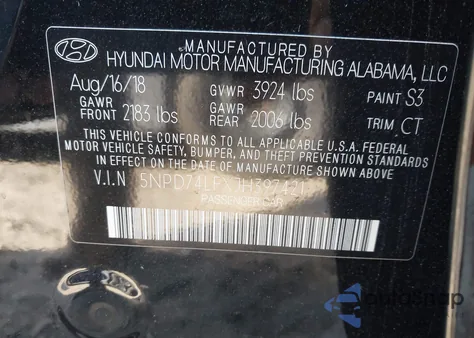 MANUFACTURED BY
HYUNDAI MOTOR MANUFACTURING ALABAMA, LLC
Aug/16/18 GVWR 3924 lbs PAINT S3
GAWR FRONT 2183 lbs GAWR REAR 2006 lbs TRIM CT
THIS VEHICLE CONFORMS TO ALL APPLICABLE FEDERAL
MOTOR VEHICLE SAFETY, BUMPER, & THEFT PREVENTION STANDARDS
IN EFFECT ON THE DATE OF MANUFACTURE SHOWN ABOVE
V.I.N
PASSENGER CAR
AutoSnap